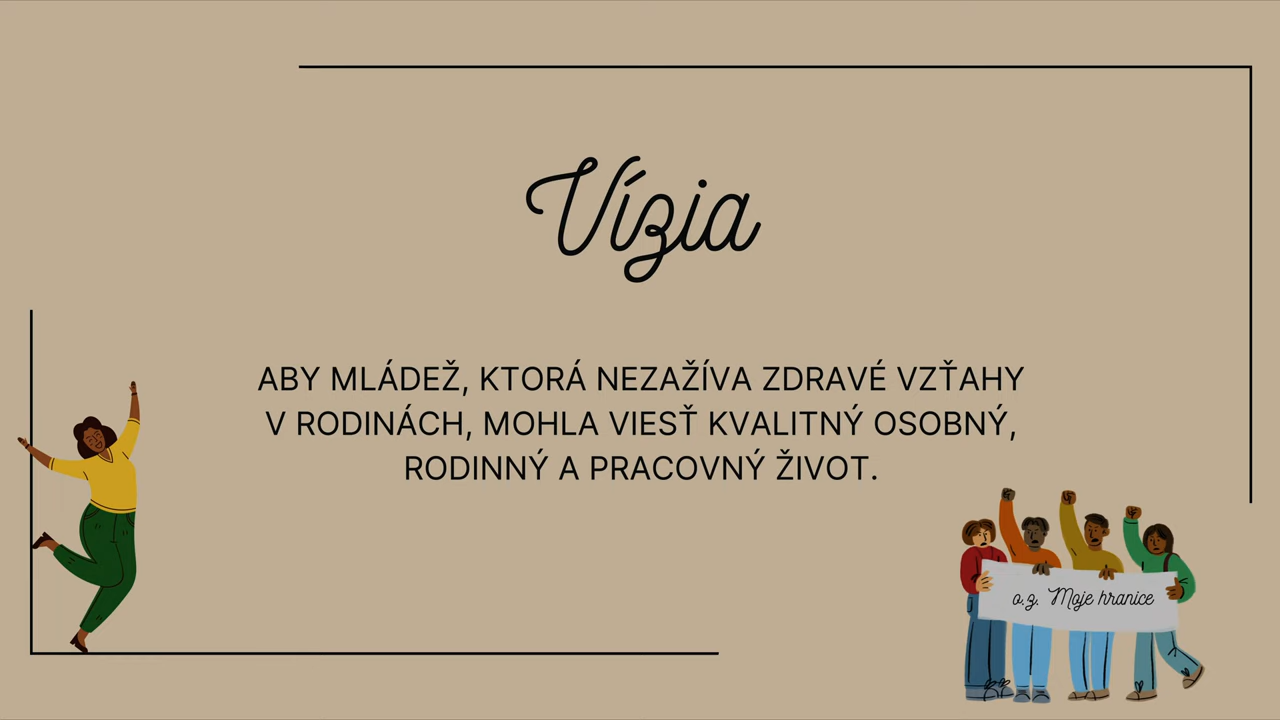 Vízia
ABY MLÁDEŽ, KTORÁ NEZAŽÍVA ZDRAVÉ VZŤAHY
V RODINÁCH, MOHLA VIESŤ KVALITNÝ OSOBNÝ,
RODINNÝ A PRACOVNÝ ŽIVOT.
o.z. Moje hranice